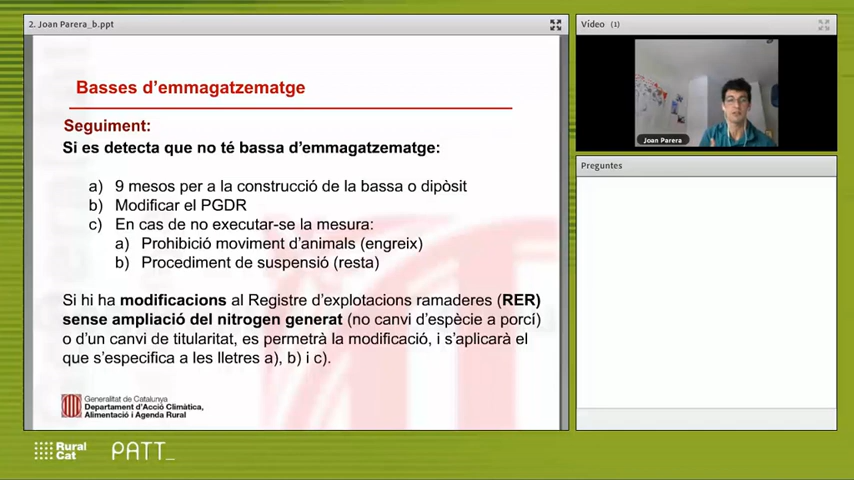 2. Joan Parera_b.ppt
Basses d'emmagatzematge
Seguiment:
Si es detecta que no té bassa d'emmagatzematge:
a) 9 mesos per a la construcció de la bassa o dipòsit
b) Modificar el PGDR
c) En cas de no executar-se la mesura:
a) Prohibició moviment d'animals (engreix)
b) Procediment de suspensió (resta)
Si hi ha modificacions al Registre d'explotacions ramaderes (RER)
sense ampliació del nitrogen generat (no canvi d'espècie a porcí)
o d'un canvi de titularitat, es permetrà la modificació, i s'aplicarà el
que s'especifica a les lletres a), b) i c).
Generalitat de Catalunya
Departament d'Acció Climàtica,
Alimentació i Agenda Rural
Vídeo (1)
Joan Parera
Preguntes
Rural
Cat
PATT_